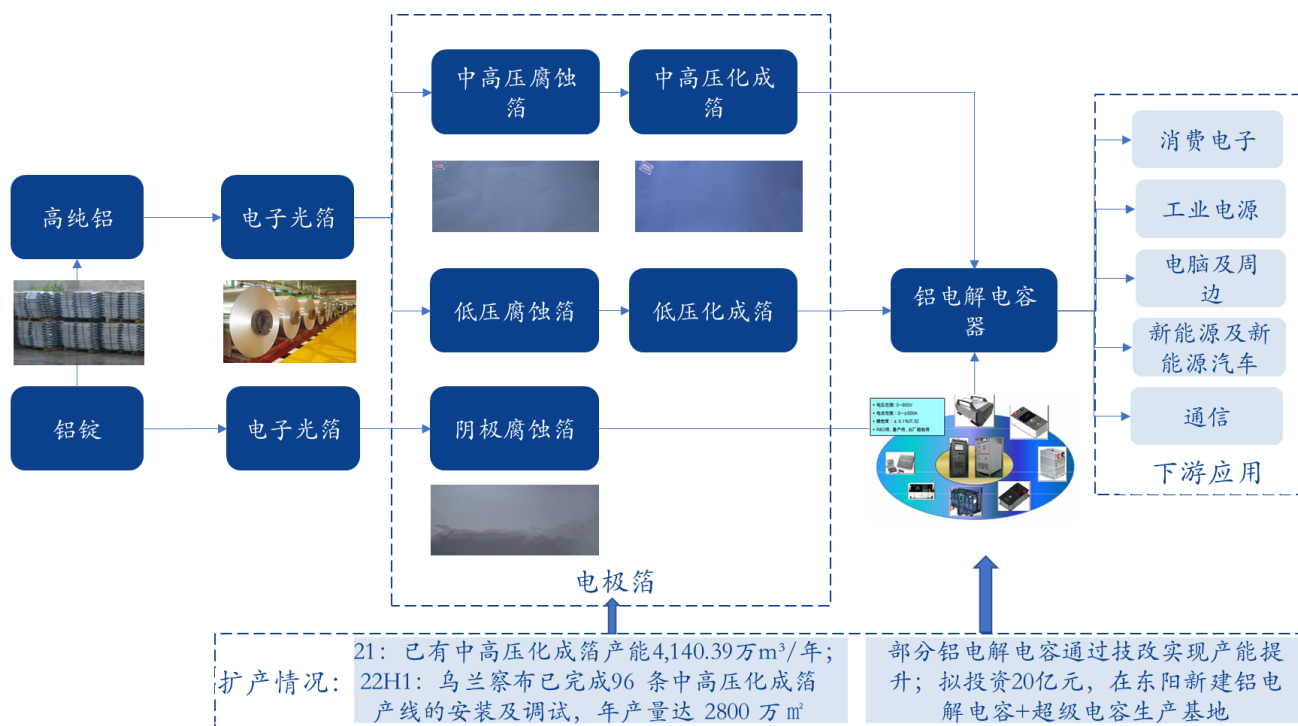 中高压腐蚀
箔
中高压化成
箔
消费电子
高纯铝
电子光箔
工业电源
电脑及周
边
低压腐蚀箔
低压化成箔
铝电解电容
器
新能源及新
能源汽车
铝锭
电子光箔
阴极腐蚀箔
通信
下游应用
电极箔
扩产情况：
21：已有中高压化成箔产能4,140.39万m³/年；
22H1：乌兰察布已完成96 条中高压化成箔
产线的安装及调试，年产量达 2800 万㎡
部分铝电解电容通过技改实现产能提
升；拟投资20亿元，在东阳新建铝电
解电容+超级电容生产基地